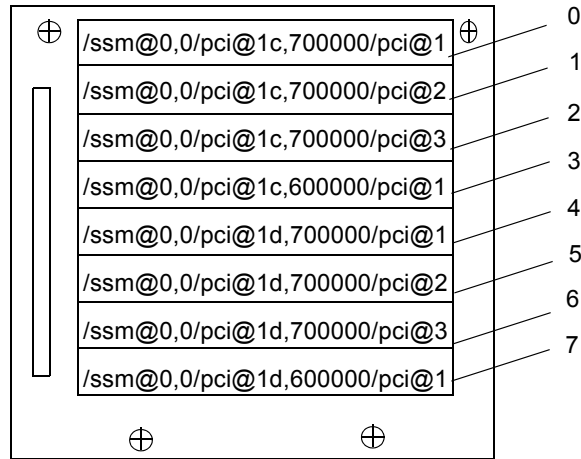 /ssm@0,0/pci@1c,700000/pci@1 0
/ssm@0,0/pci@1c,700000/pci@2 1
/ssm@0,0/pci@1c,700000/pci@3 2
/ssm@0,0/pci@1c,600000/pci@1 3
/ssm@0,0/pci@1d,700000/pci@1 4
/ssm@0,0/pci@1d,700000/pci@2 5
/ssm@0,0/pci@1d,700000/pci@3 6
/ssm@0,0/pci@1d,600000/pci@1 7